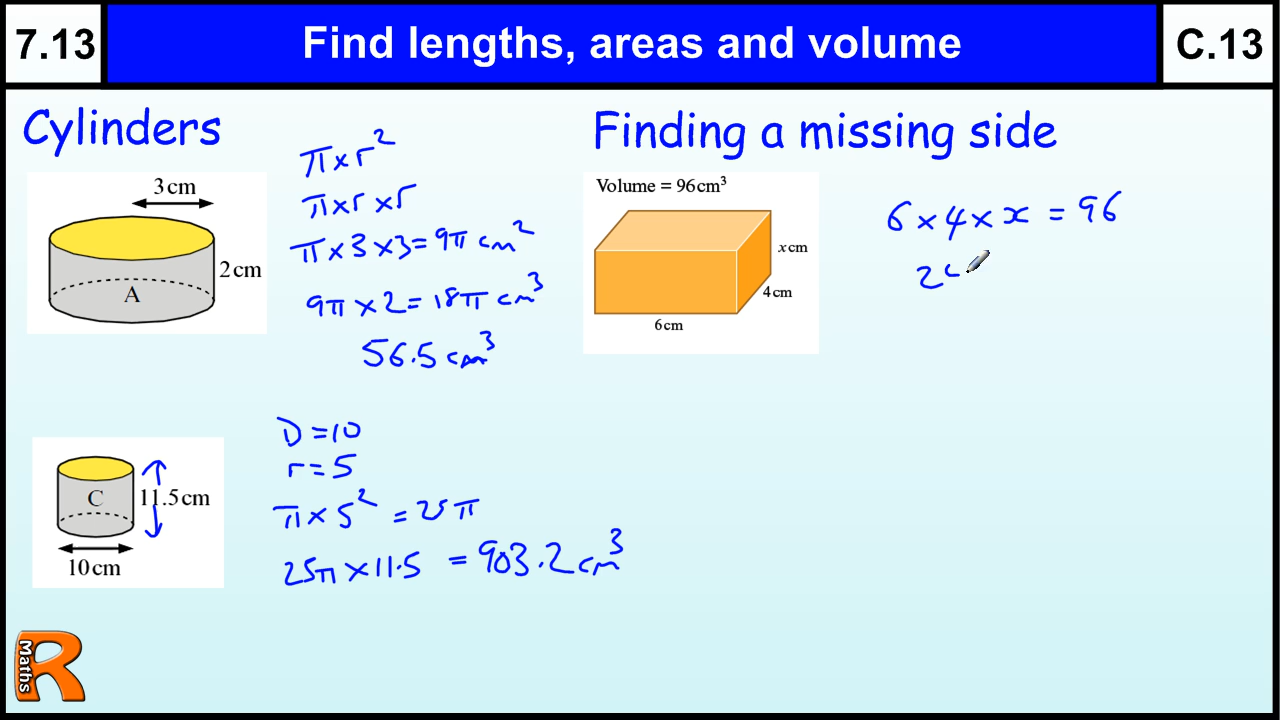 7.13
Find lengths, areas and volume
C.13
Cylinders
3cm
2cm
A
π×r²
π×r×r
π×3×3=9π cm²
9π×2=18π cm³
56.5 cm³
C
11.5cm
10cm
D=10
r=5
π×5² =25π
25π×11.5 =903.2cm³
Finding a missing side
Volume = 96cm³
x cm
4cm
6cm
6×4×x=96
R
Maths